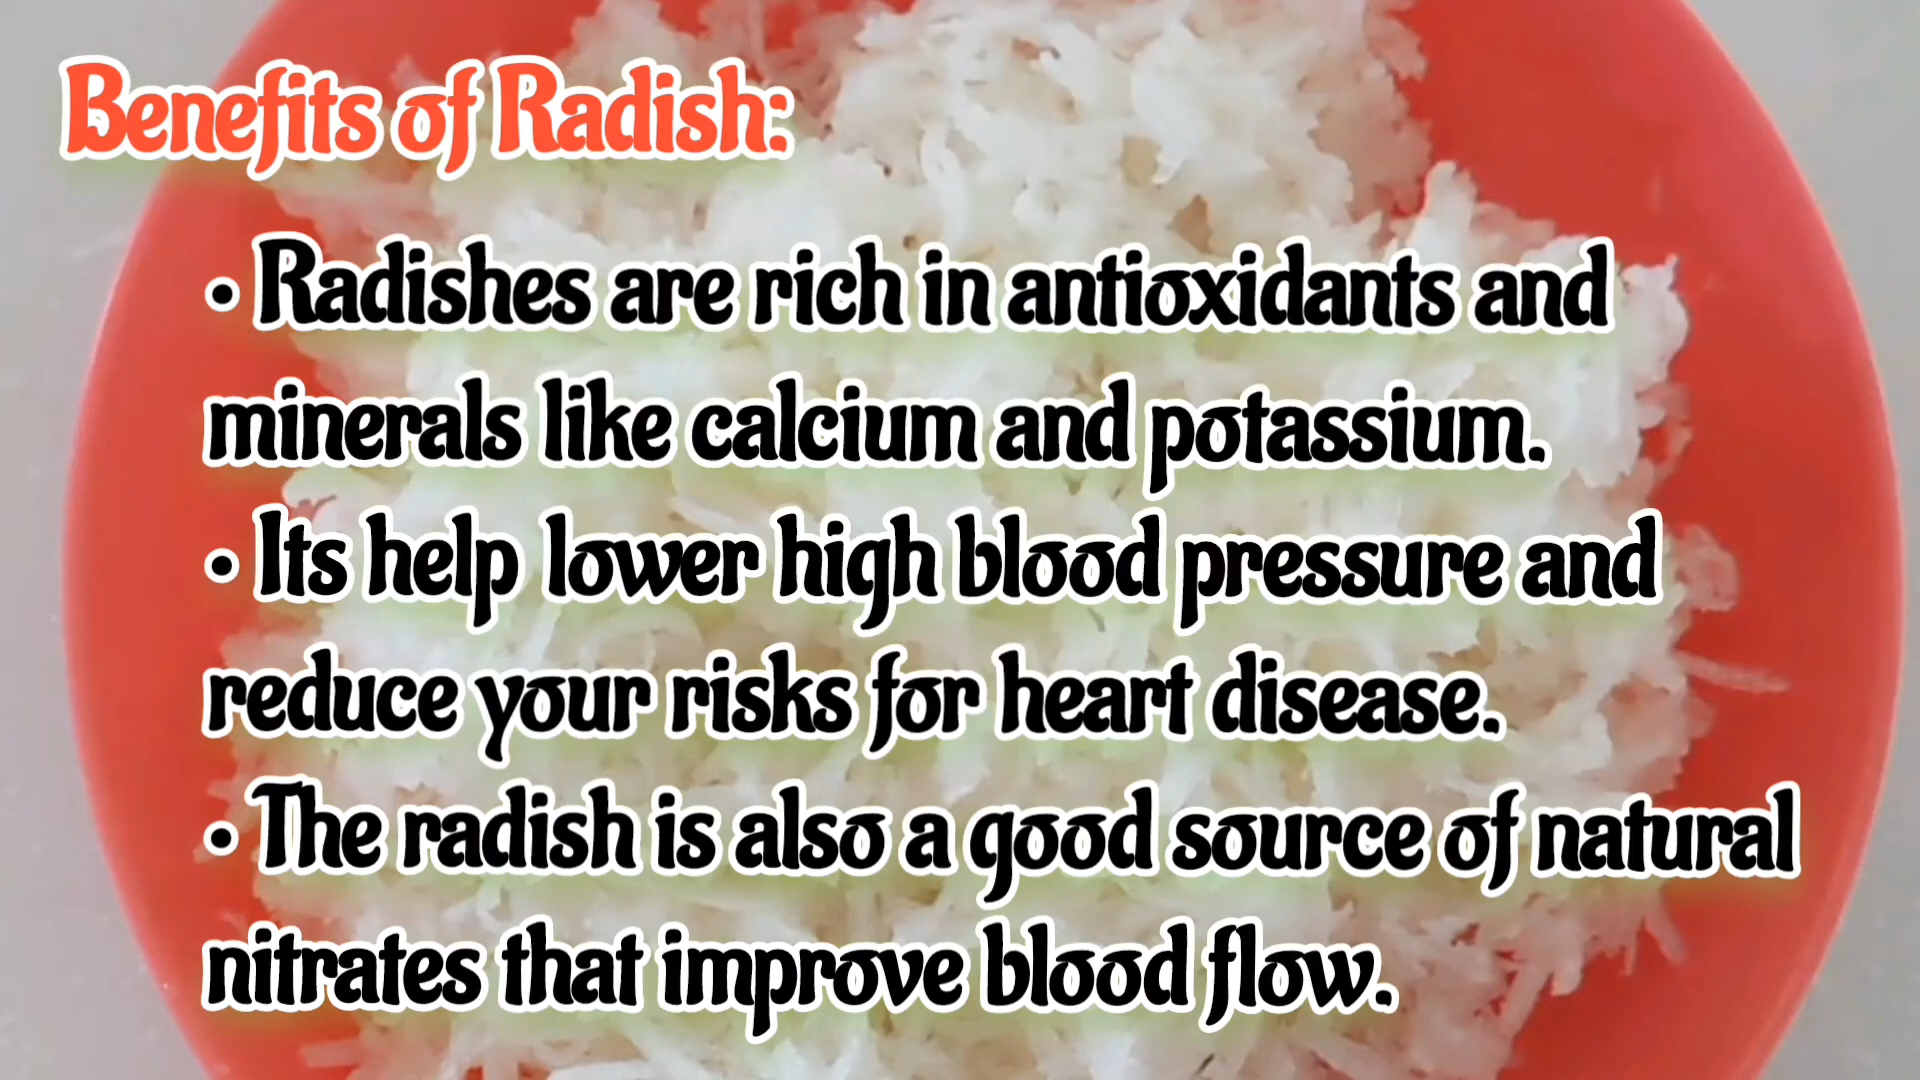 Benefits of Radish:
• Radishes are rich in antioxidants and
minerals like calcium and potassium.
• Its help lower high blood pressure and
reduce your risks for heart disease.
• The radish is also a good source of natural
nitrates that improve blood flow.